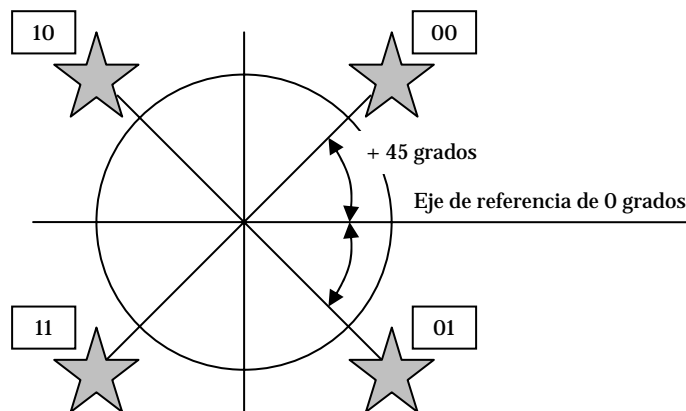 10
00
+ 45 grados
Eje de referencia de 0 grados
11
01